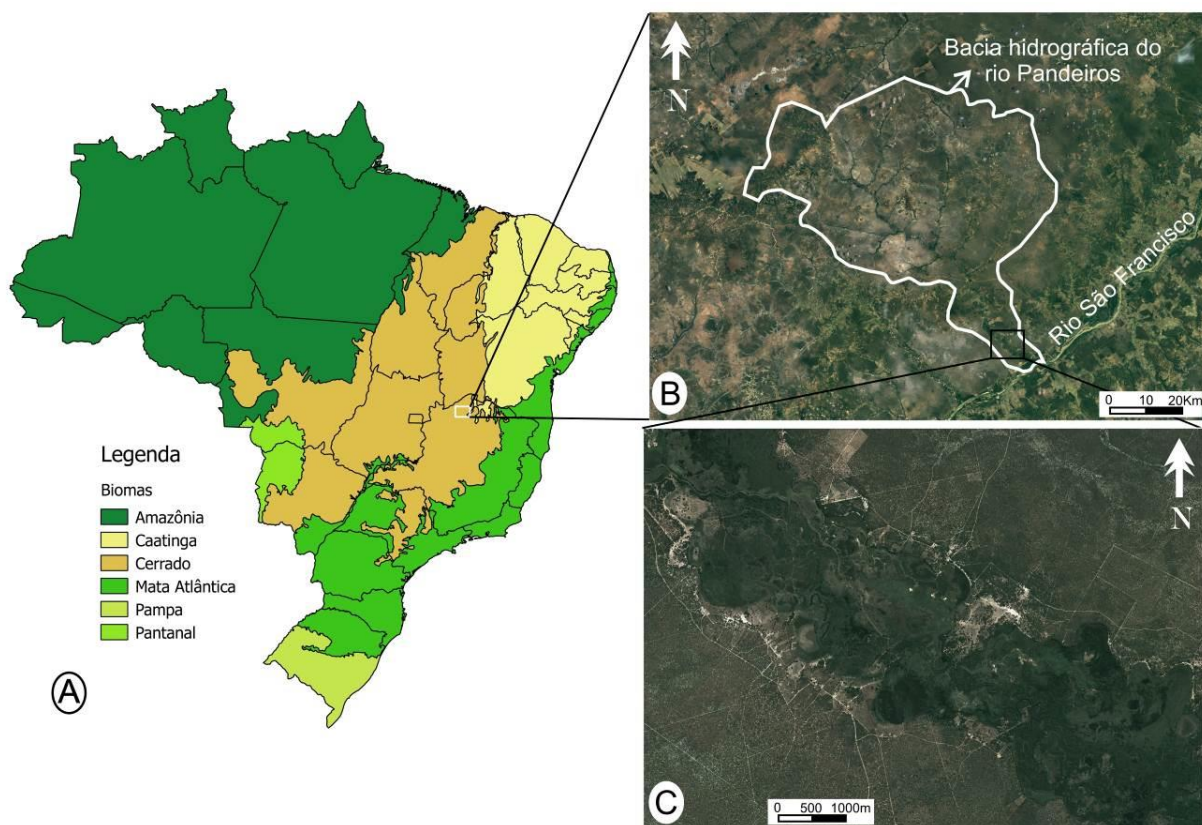 Legenda
Biomas
Amazônia
Caatinga
Cerrado
Mata Atlântica
Pampa
Pantanal
A
N
Bacia hidrográfica do
rio Pandeiros
Rio São Francisco
B
0 10 20Km
N
C
0 500 1000m